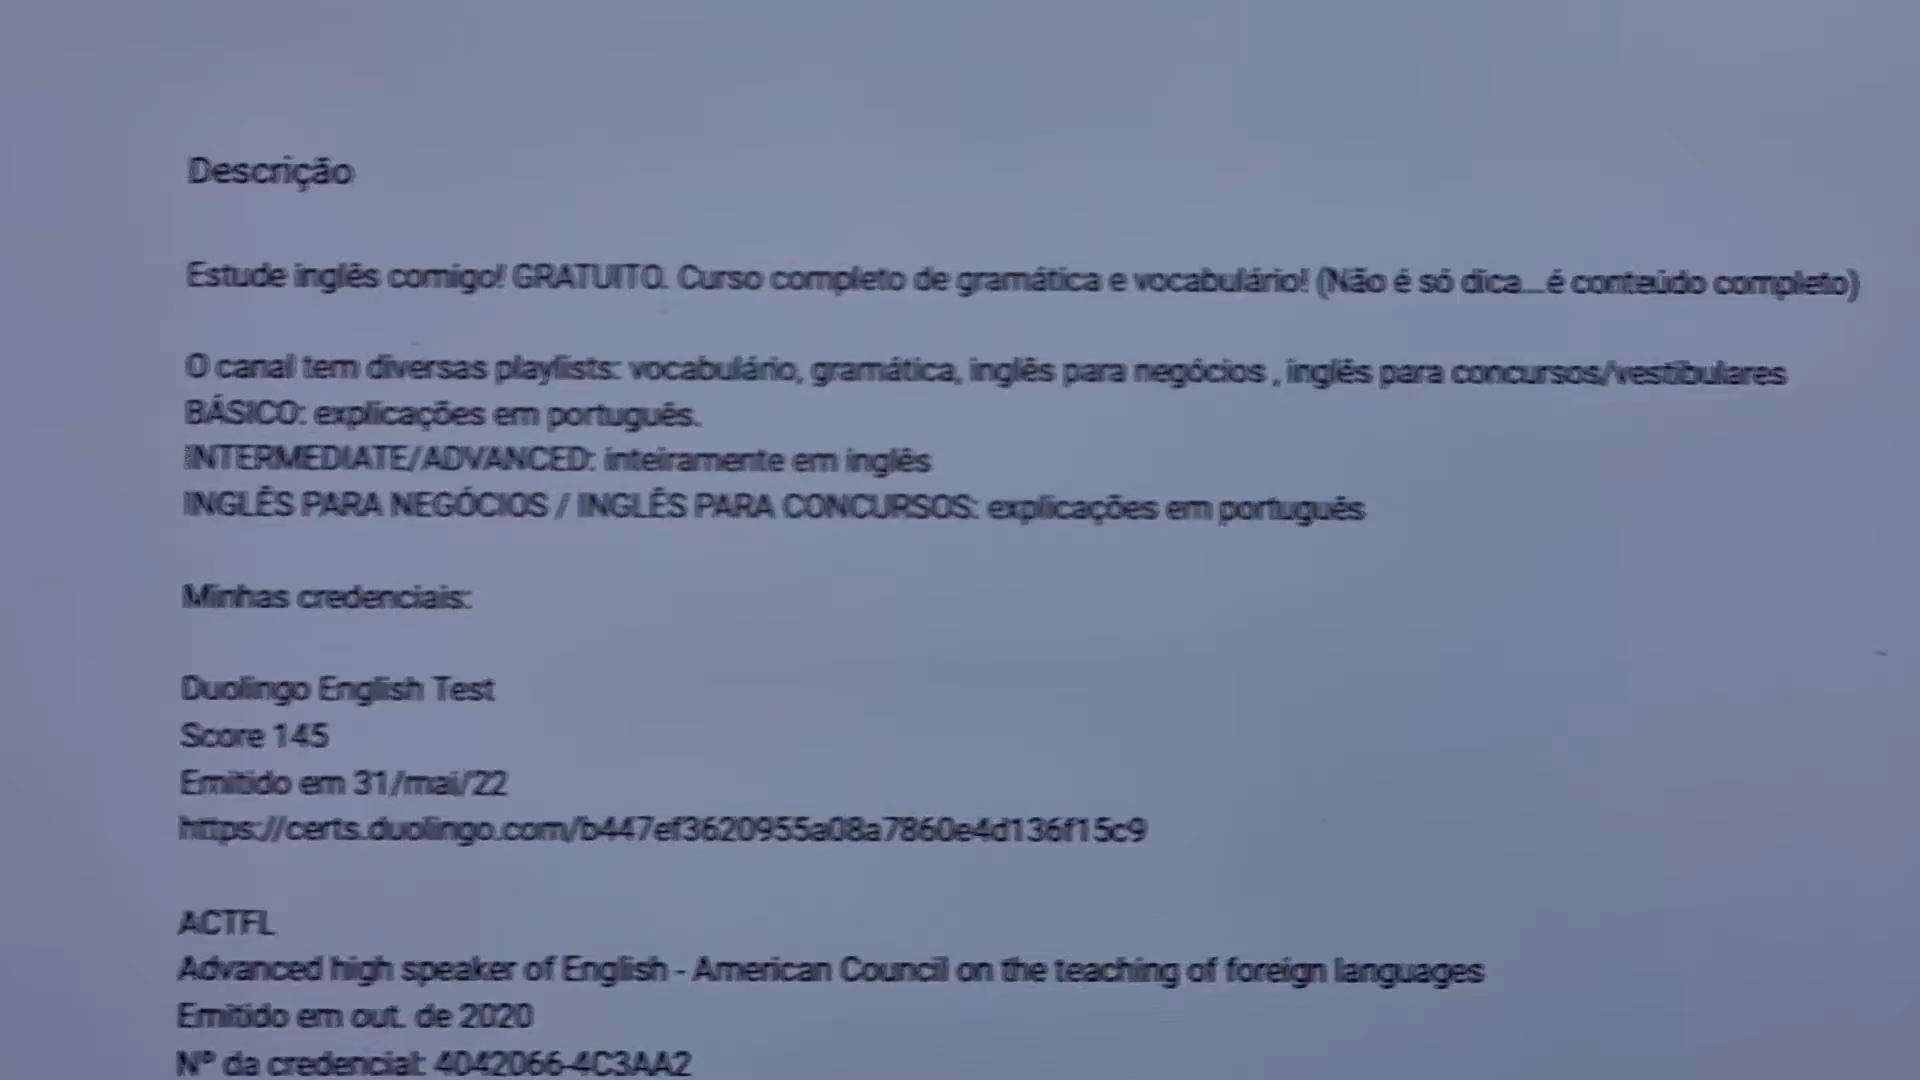 Descrição
Estude inglês comigo! GRATUITO. Curso completo de gramática e vocabulário! (Não é só dica...é conteúdo completo)
O canal tem diversas playlists: vocabulário, gramática, inglês para negócios , inglês para concursos/vestibulares
BÁSICO: explicações em português.
INTERMEDIATE/ADVANCED: inteiramente em inglês
INGLÊS PARA NEGÓCIOS / INGLÊS PARA CONCURSOS: explicações em português
Minhas credenciais:
Duolingo English Test
Score 145
Emitido em 31/mai/22
https://certs.duolingo.com/b447ef3620955a08a7860e4d136f15c9
ACTFL
Advanced high speaker of English - American Council on the teaching of foreign languages
Emitido em out. de 2020
Nº da credencial: 4042066-4C3AA2